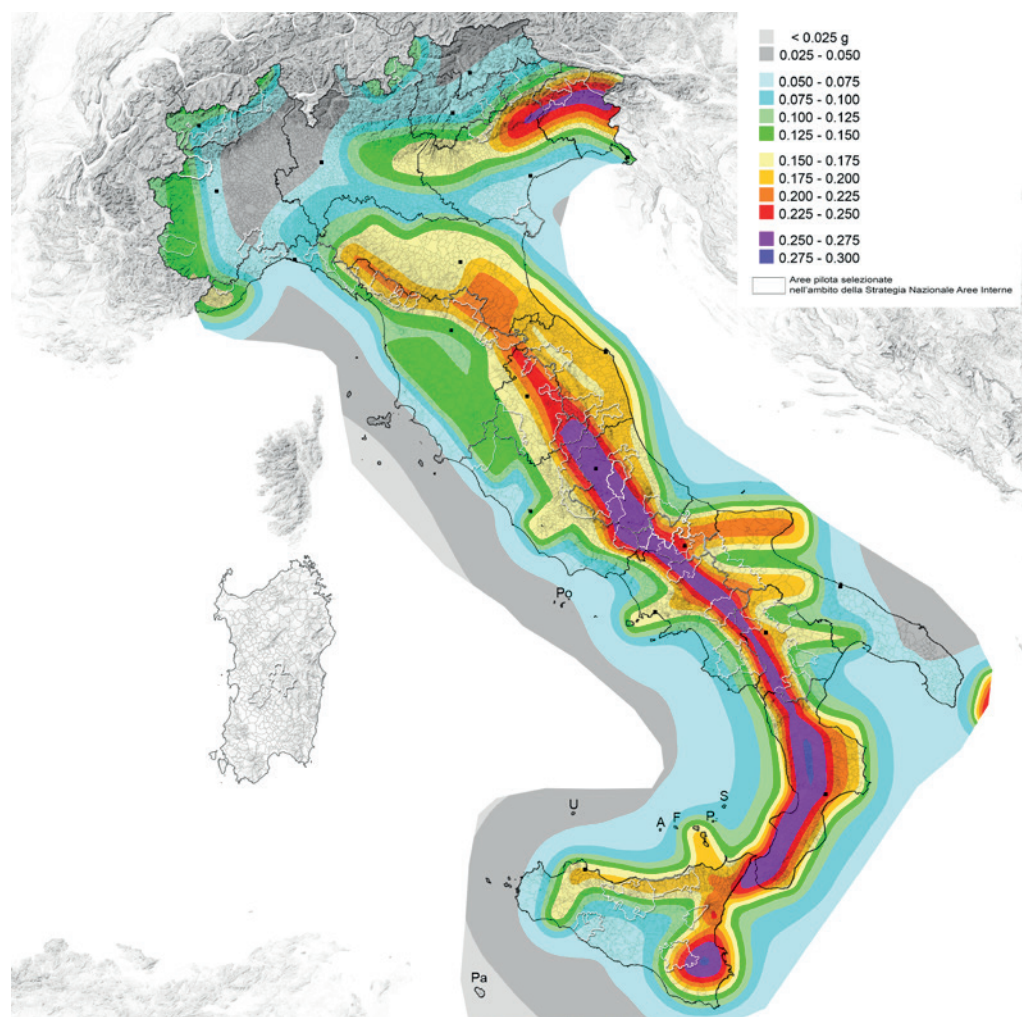 < 0.025 g
0.025 - 0.050
0.050 - 0.075
0.075 - 0.100
0.100 - 0.125
0.125 - 0.150
0.150 - 0.175
0.175 - 0.200
0.200 - 0.225
0.225 - 0.250
0.250 - 0.275
0.275 - 0.300
Aree pilota selezionate
nell'ambito della Strategia Nazionale Aree Interne
Po
U
S
A
F
P
Pa